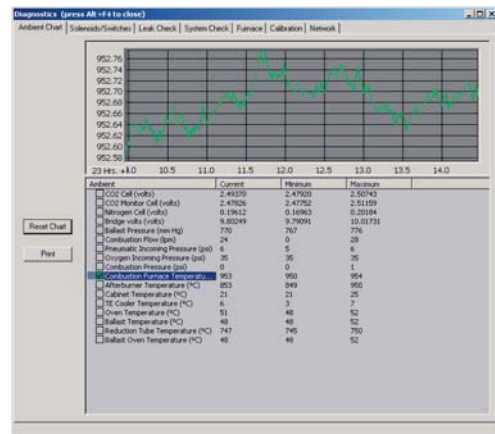 Diagnostics (press Alt+F4 to close)
Ambient Chart Solenoids/Switches Leak Check System Check Furnace Calibration Network
952.76
952.74
952.72
952.70
952.68
952.66
952.64
952.62
952.60
952.58
23 Hrs. + 10.5 11.0 11.5 12.0 12.5 13.0 13.5 14.0
Ambient Current Minimum Maximum
CO2 Cell (volts) 2.49370 2.47920 2.50743
CO2 Monitor Cell (volts) 2.47826 2.47752 2.51159
Nitrogen Cell (volts) 0.19612 0.16963 0.20184
Bridge volts (volts) 9.80249 9.79091 10.01731
Ballast Pressure (mm Hg) 770 767 776
Combustion Flow (lpm) 24 0 28
Pneumatic Incoming Pressure (psi) 6 5 6
Oxygen Incoming Pressure (psi) 35 35 35
Combustion Pressure (psi) 0 0 1
Combustion Furnace Temperatu... 953 950 954
Afterburner Temperature (ºC) 853 849 950
Cabinet Temperature (ºC) 21 21 25
TE Cooler Temperature (ºC) 6 3 7
Oven Temperature (ºC) 51 48 52
Ballast Temperature (ºC) 48 48 52
Reduction Tube Temperature (ºC) 747 745 750
Ballast Oven Temperature (ºC) 48 48 52
Reset Chart
Print